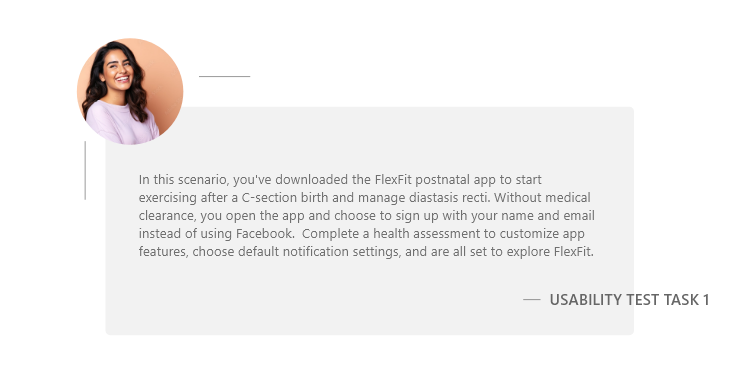 In this scenario, you've downloaded the FlexFit postnatal app to start
exercising after a C-section birth and manage diastasis recti. Without medical
clearance, you open the app and choose to sign up with your name and email
instead of using Facebook.  Complete a health assessment to customize app
features, choose default notification settings, and are all set to explore FlexFit.
USABILITY TEST TASK 1